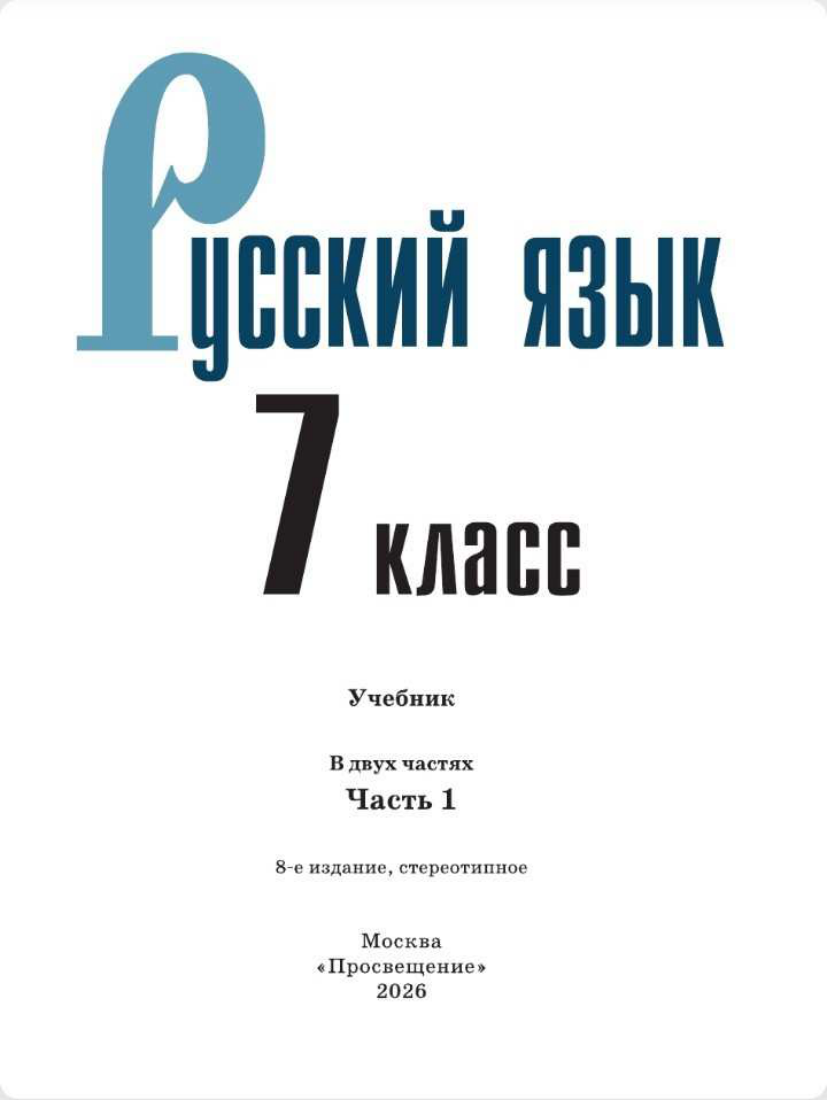 Русский язык
7 класс
Учебник
В двух частях
Часть 1
8-е издание, стереотипное
Москва
«Просвещение»
2026